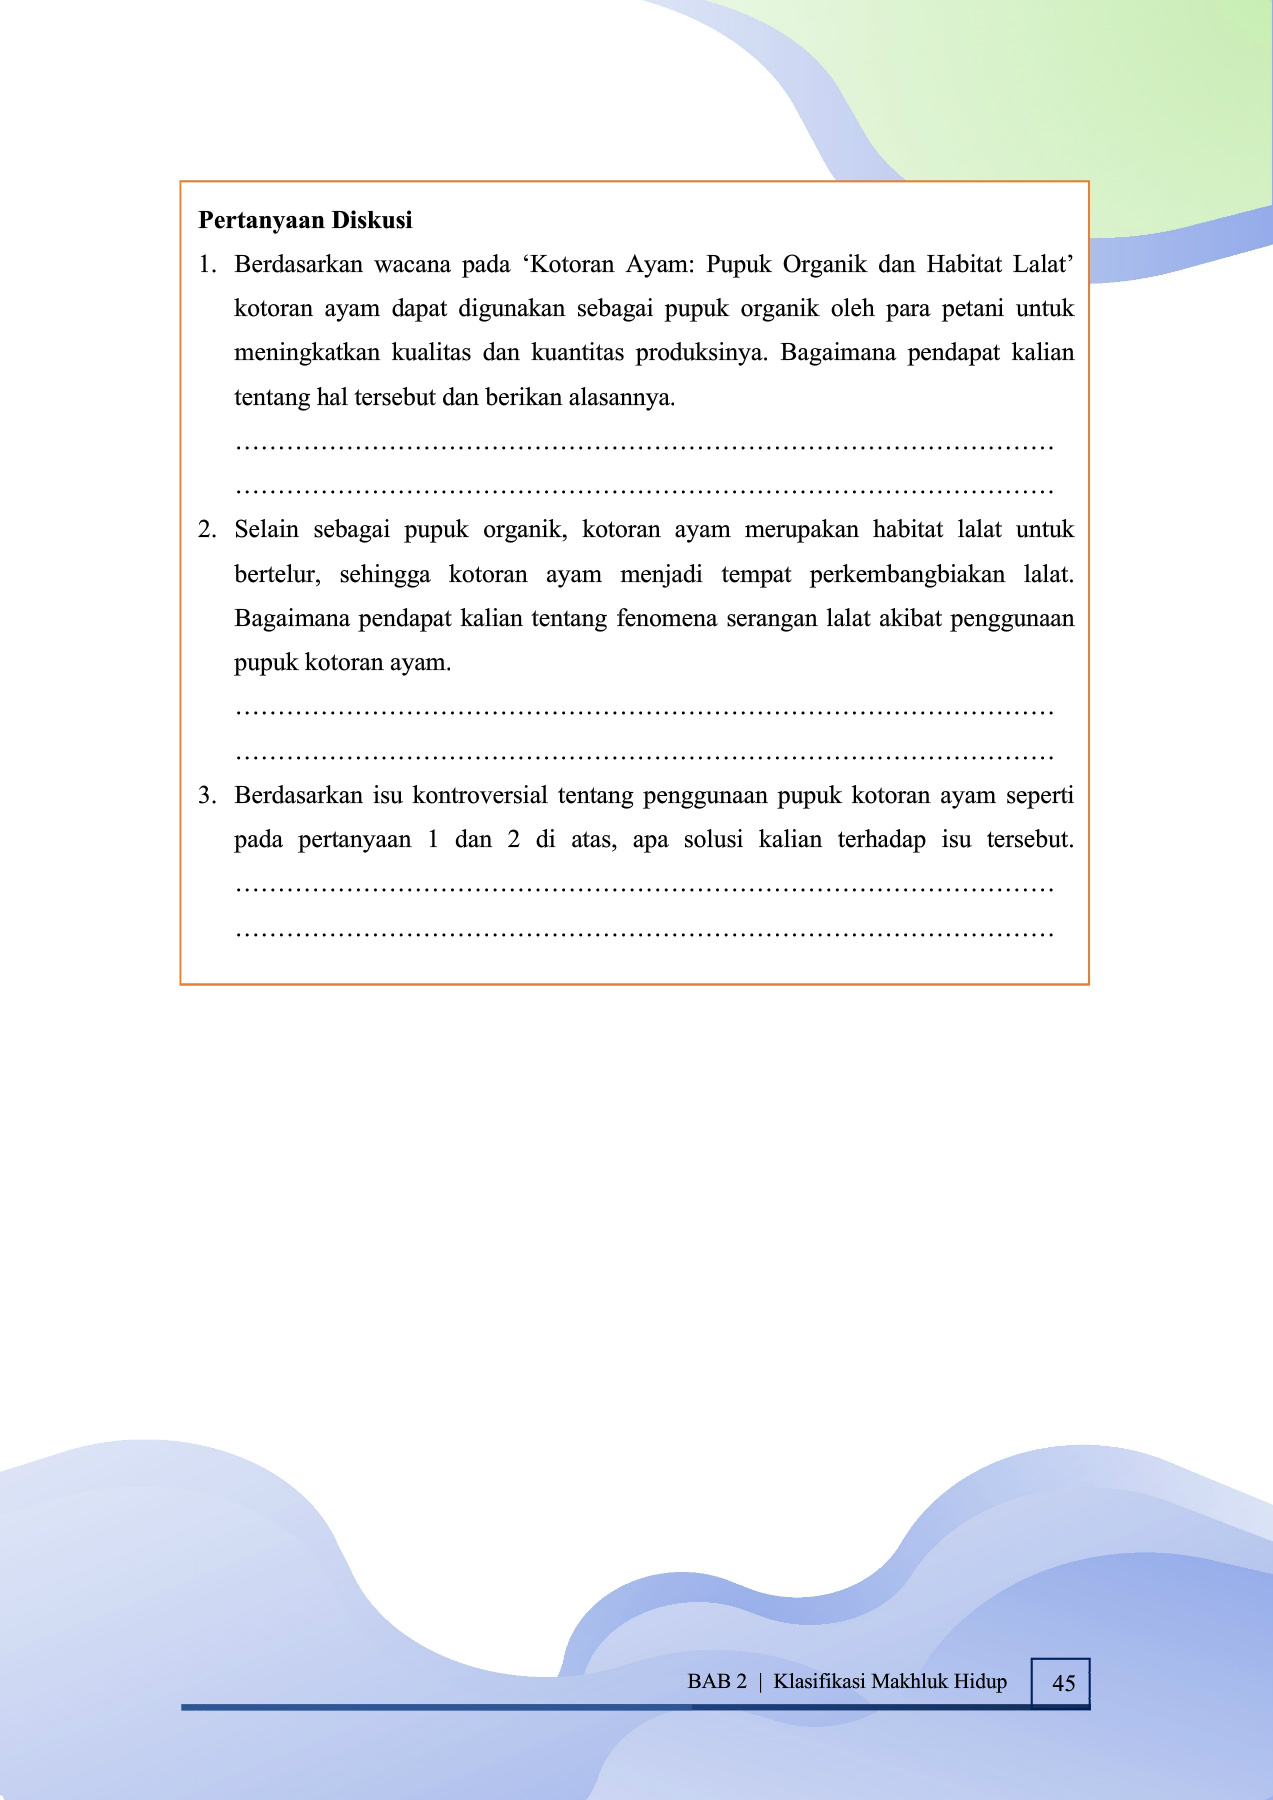 Pertanyaan Diskusi
1. Berdasarkan wacana pada ‘Kotoran Ayam: Pupuk Organik dan Habitat Lalat’
kotoran ayam dapat digunakan sebagai pupuk organik oleh para petani untuk
meningkatkan kualitas dan kuantitas produksinya. Bagaimana pendapat kalian
tentang hal tersebut dan berikan alasannya.
……………………………………………………………………………………
……………………………………………………………………………………
2. Selain sebagai pupuk organik, kotoran ayam merupakan habitat lalat untuk
bertelur, sehingga kotoran ayam menjadi tempat perkembangbiakan lalat.
Bagaimana pendapat kalian tentang fenomena serangan lalat akibat penggunaan
pupuk kotoran ayam.
……………………………………………………………………………………
……………………………………………………………………………………
3. Berdasarkan isu kontroversial tentang penggunaan pupuk kotoran ayam seperti
pada pertanyaan 1 dan 2 di atas, apa solusi kalian terhadap isu tersebut.
……………………………………………………………………………………
……………………………………………………………………………………
BAB 2 | Klasifikasi Makhluk Hidup 45